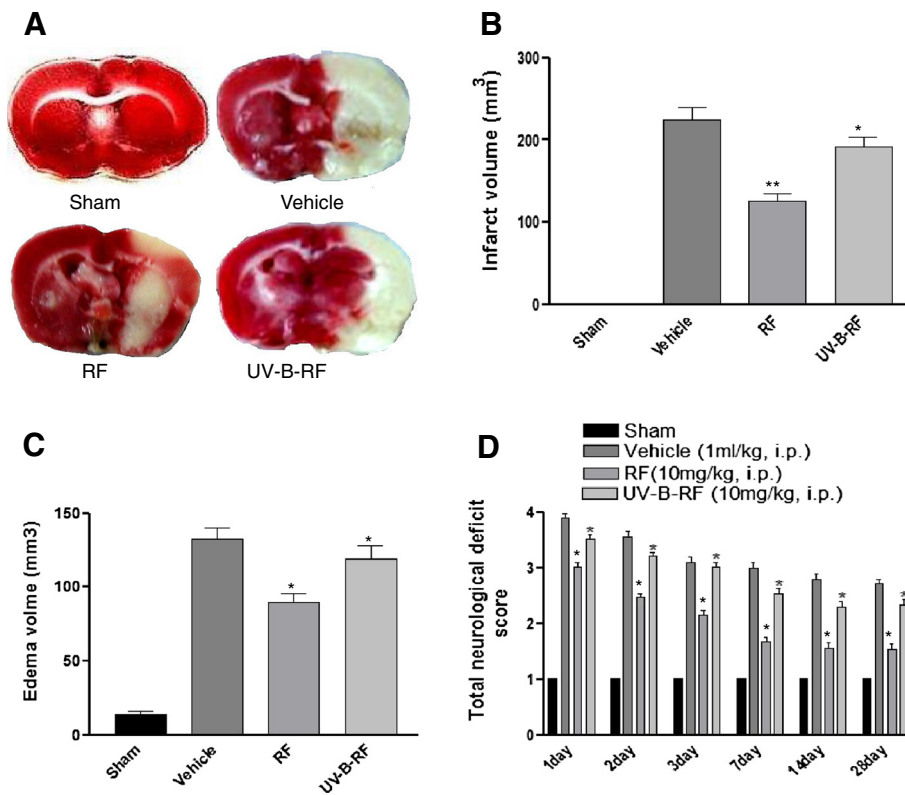 A
Sham
Vehicle
RF
UV-B-RF
B
Infarct volume (mm3)
300
200
100
0
**
*
Sham
Vehicle
RF
UV-B-RF
C
Edema volme (mm3)
150
100
50
0
*
*
Sham
Vehicle
RF
UV-B-RF
D
Sham
Vehicle (1ml/kg, i.p.)
RF(10mg/kg, i.p.)
UV-B-RF (10mg/kg, i.p.)
Total neurological deficit
score
4
3
2
1
0
* * * * * * * * * * * *
1day
2day
3day
7day
14day
28day